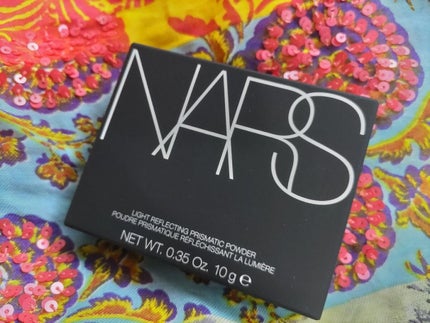 NARS
LIGHT REFLECTING PRISMATIC POWDER
POUDRE PRISMATIQUE RÉFLÉCHISSANT LA LUMIÈRE
NET WT. 0.35 Oz. 10 g ℮